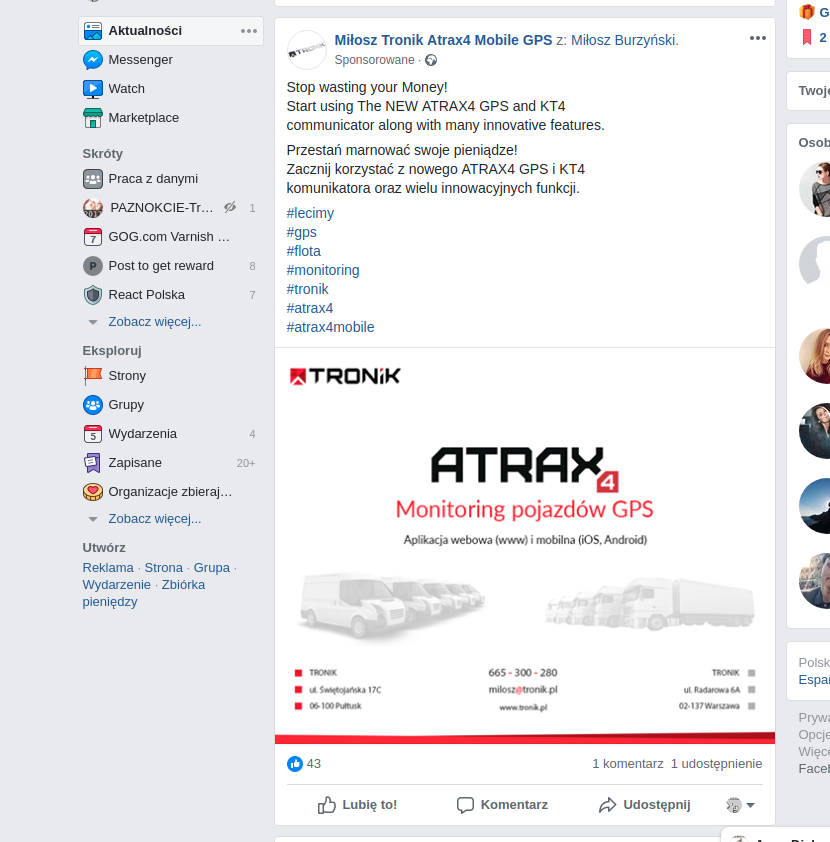 Aktualności
Messenger
Watch
Marketplace
Skróty
Praca z danymi
PAZNOKCIE-Tr… 1
GOG.com Varnish …
Post to get reward 8
React Polska 7
Zobacz więcej...
Eksploruj
Strony
Grupy
Wydarzenia 4
Zapisane 20+
Organizacje zbieraj…
Zobacz więcej...
Utwórz
Reklama · Strona · Grupa ·
Wydarzenie · Zbiórka
pieniędzy
Miłosz Tronik Atrax4 Mobile GPS z: Miłosz Burzyński.
Sponsorowane ·
Stop wasting your Money!
Start using The NEW ATRAX4 GPS and KT4
communicator along with many innovative features.
Przestań marnować swoje pieniądze!
Zacznij korzystać z nowego ATRAX4 GPS i KT4
komunikatora oraz wielu innowacyjnych funkcji.
#lecimy
#gps
#flota
#monitoring
#tronik
#atrax4
#atrax4mobile
TRONiK
ATRAX4
Monitoring pojazdów GPS
Aplikacja webowa (www) i mobilna (iOS, Android)
TRONIK
ul. Świętojańska 17C
06-100 Pułtusk
665 - 300 - 280
milosz@tronik.pl
www.tronik.pl
TRONIK
ul. Radarowa 6A
02-137 Warszawa
43
1 komentarz 1 udostępnienie
Lubię to! Komentarz Udostępnij
G
2
Twoje
Osob
Polsk
Espar
Prywa
Opcje
Więce
Faceb